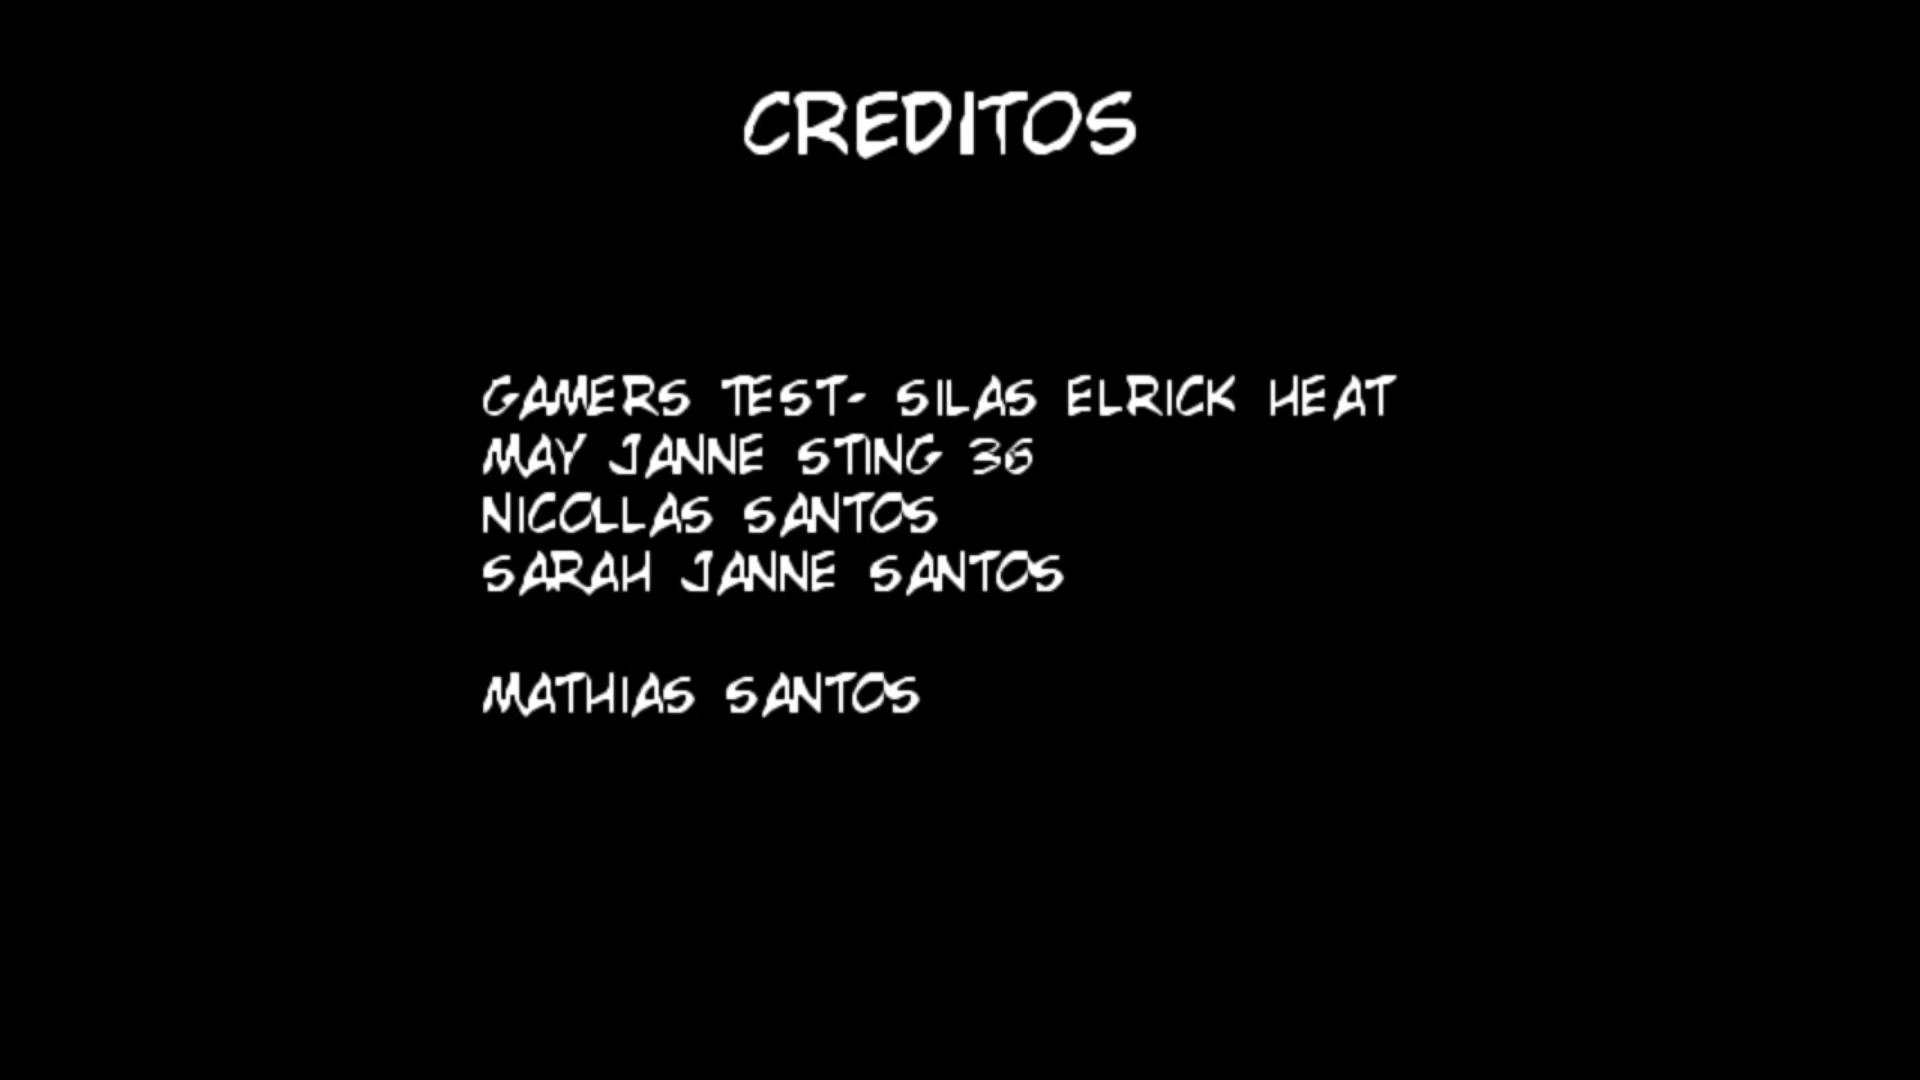 CREDITOS
GAMERS TEST- SILAS ELRICK HEAT
MAY JANNE STING 36
NICOLLAS SANTOS
SARAH JANNE SANTOS
MATHIAS SANTOS